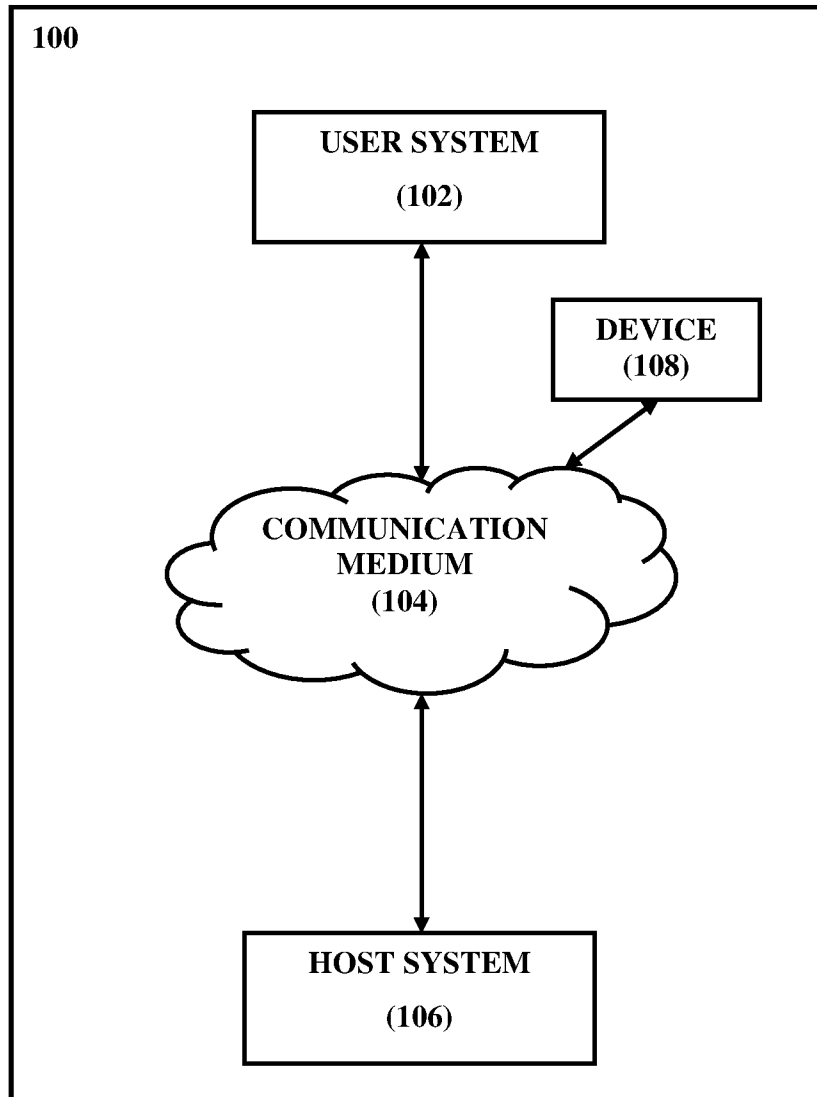 100
USER SYSTEM
(102)
DEVICE
(108)
COMMUNICATION
MEDIUM
(104)
HOST SYSTEM
(106)